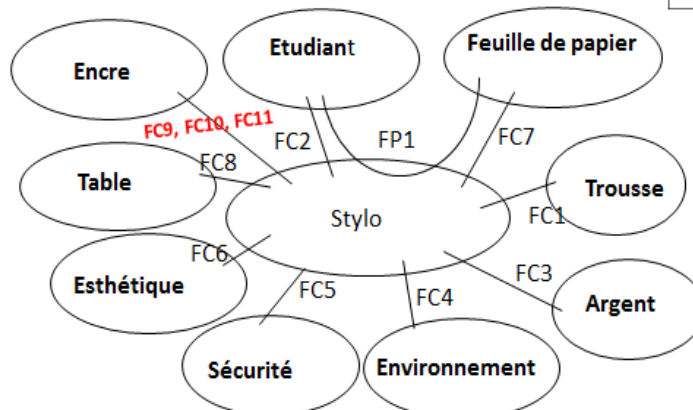 Etudiant
Feuille de papier
Encre
FC9, FC10, FC11
FC2
FP1
FC7
FC8
Table
Trousse
Stylo
FC1
FC6
Esthétique
FC5
FC4
FC3
Argent
Sécurité
Environnement